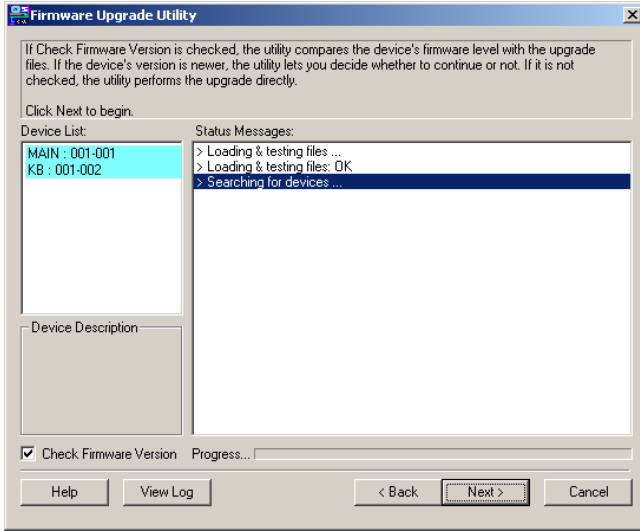 Firmware Upgrade Utility
If Check Firmware Version is checked, the utility compares the device's firmware level with the upgrade
files. If the device's version is newer, the utility lets you decide whether to continue or not. If it is not
checked, the utility performs the upgrade directly.
Click Next to begin.
Device List:
Status Messages:
MAIN : 001-001
KB : 001-002
> Loading & testing files ...
> Loading & testing files: OK
> Searching for devices ...
Device Description
Check Firmware Version
Progress...
Help
View Log
< Back
Next >
Cancel